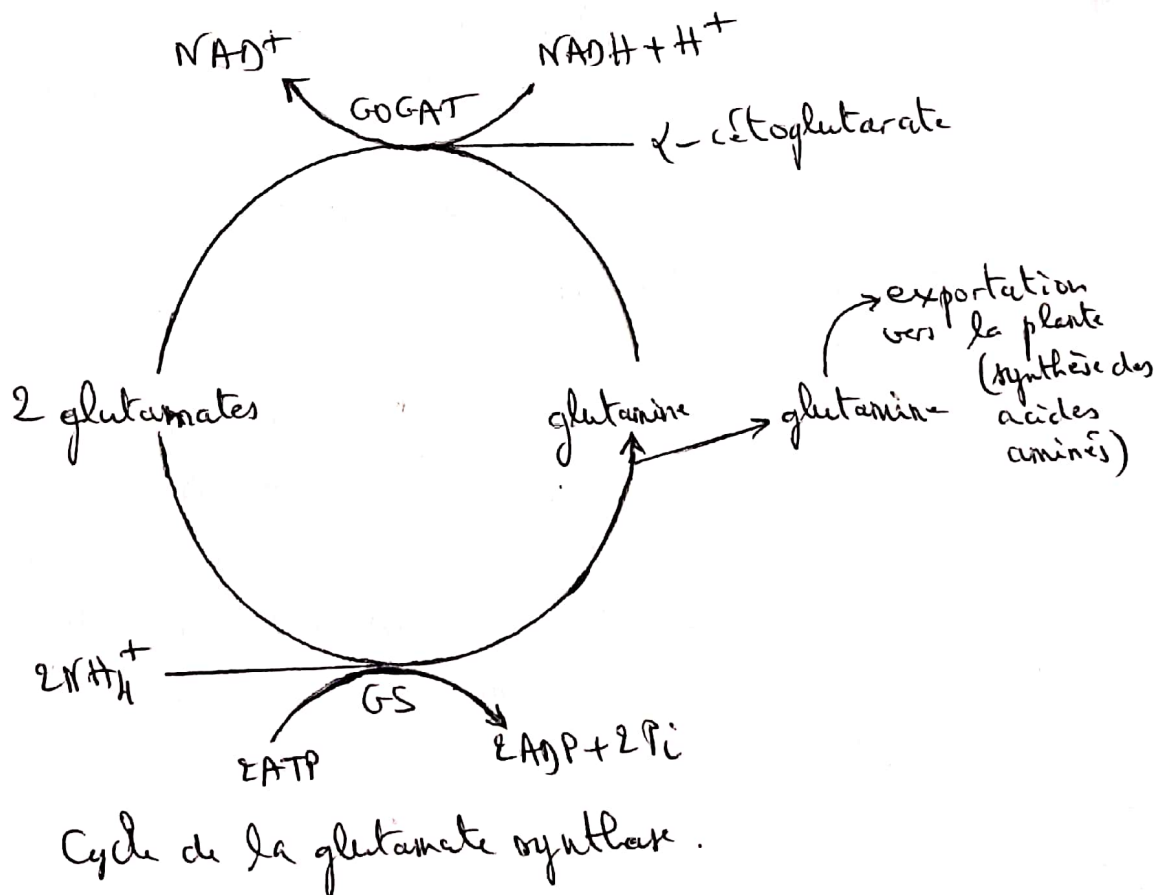 NAD+
NADH + H+
GOGAT
α-cétoglutarate
exportation
vers la plante
(synthèse des
acides
aminés)
2 glutamates
glutamine
glutamine
2NH4+
GS
2ATP
2ADP + 2Pi
Cycle de la glutamate synthase.